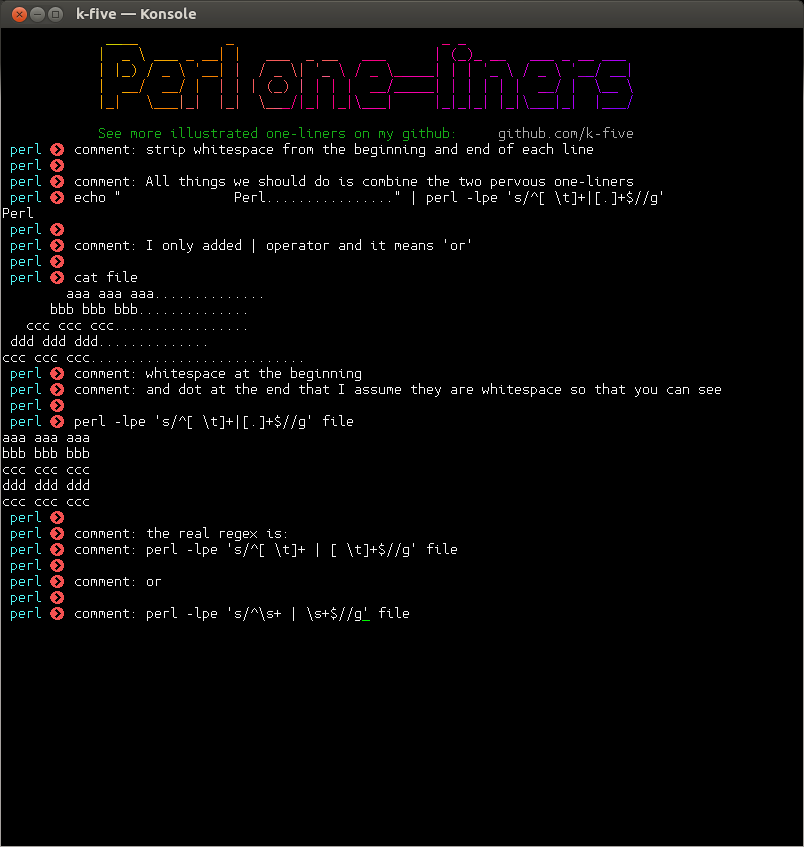 k-five — Konsole
Perl one-liners
See more illustrated one-liners on my github: github.com/k-five
perl comment: strip whitespace from the beginning and end of each line
perl
perl comment: All things we should do is combine the two pervous one-liners
perl echo "              Perl................" | perl -lpe 's/^[ \t]+|[.]+$//g'
Perl
perl
perl comment: I only added | operator and it means 'or'
perl
perl cat file
        aaa aaa aaa..............
      bbb bbb bbb..............
   ccc ccc ccc.................
 ddd ddd ddd..............
ccc ccc ccc...........................
perl comment: whitespace at the beginning
perl comment: and dot at the end that I assume they are whitespace so that you can see
perl
perl perl -lpe 's/^[ \t]+|[.]+$//g' file
aaa aaa aaa
bbb bbb bbb
ccc ccc ccc
ddd ddd ddd
ccc ccc ccc
perl
perl comment: the real regex is:
perl comment: perl -lpe 's/^[ \t]+ | [ \t]+$//g' file
perl
perl comment: or
perl
perl comment: perl -lpe 's/^\s+ | \s+$//g' file